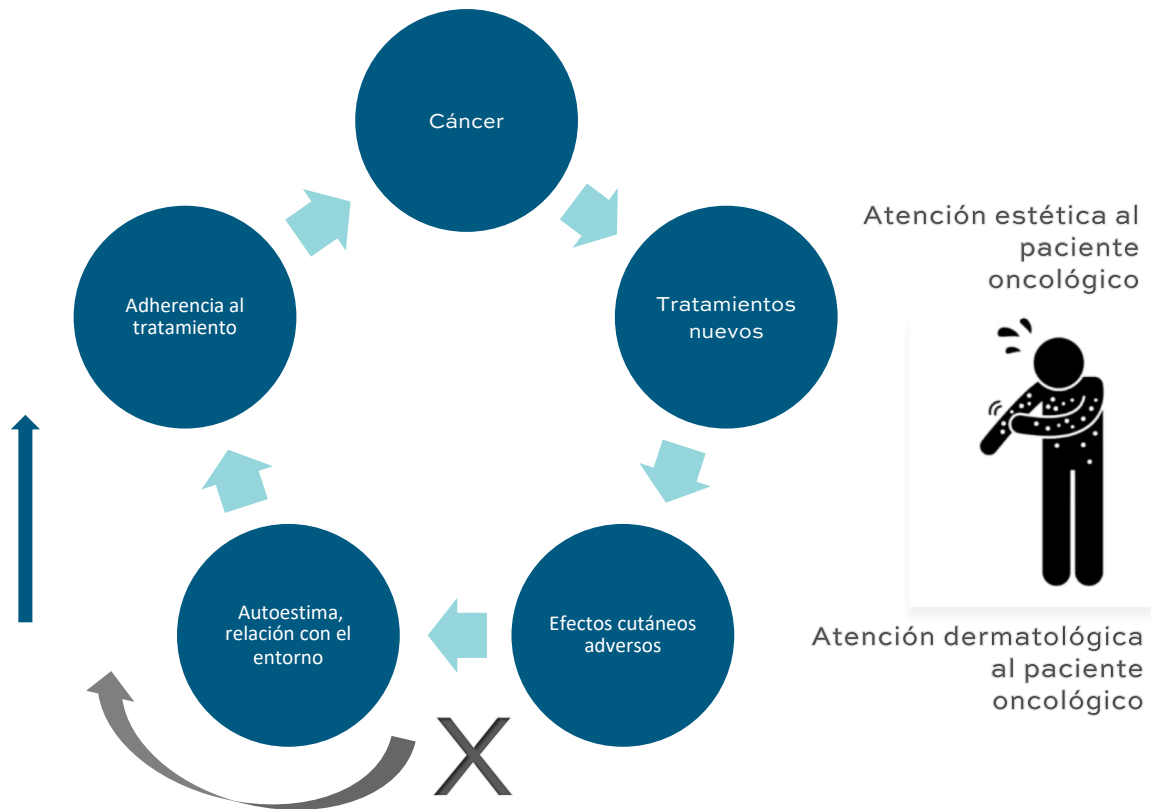 Cáncer
Tratamientos
nuevos
Efectos cutáneos
adversos
Autoestima,
relación con el
entorno
Adherencia al
tratamiento
X
Atención estética al
paciente
oncológico
Atención dermatológica
al paciente
oncológico